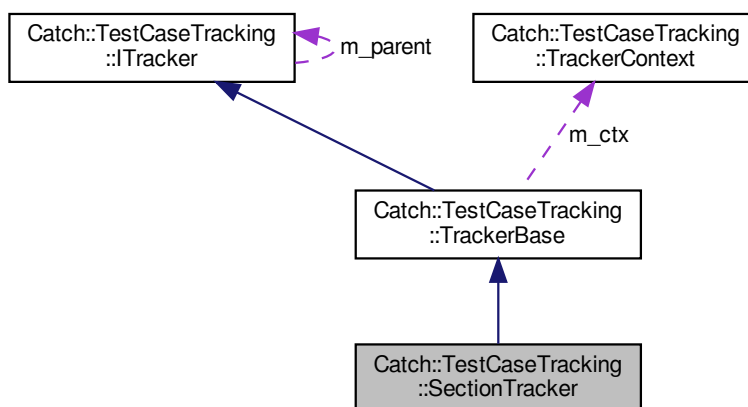 Catch::TestCaseTracking
::ITracker
m_parent
Catch::TestCaseTracking
::TrackerContext
m_ctx
Catch::TestCaseTracking
::TrackerBase
Catch::TestCaseTracking
::SectionTracker